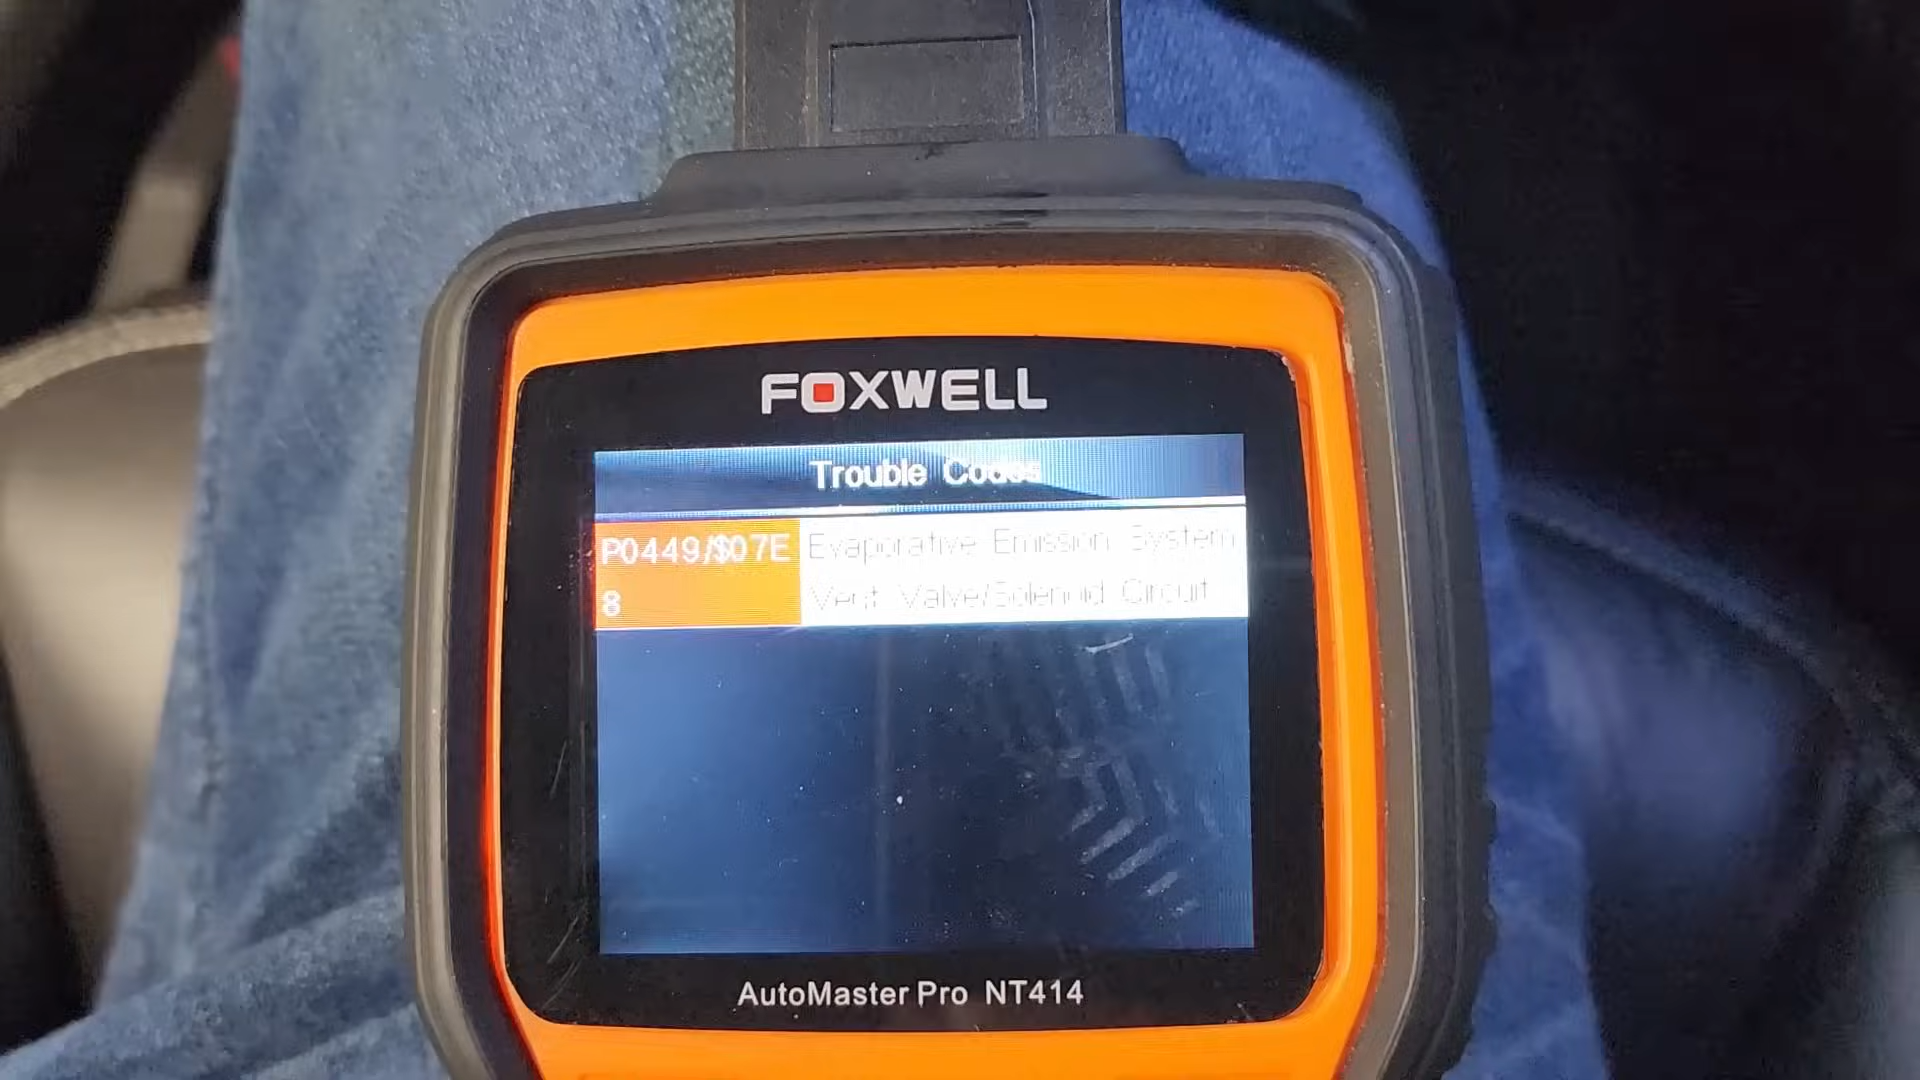 FOXWELL
Trouble Codes
P0449/$07E Evaporative Emission System
8 Vent Valve/Solenoid Circuit
AutoMaster Pro NT414